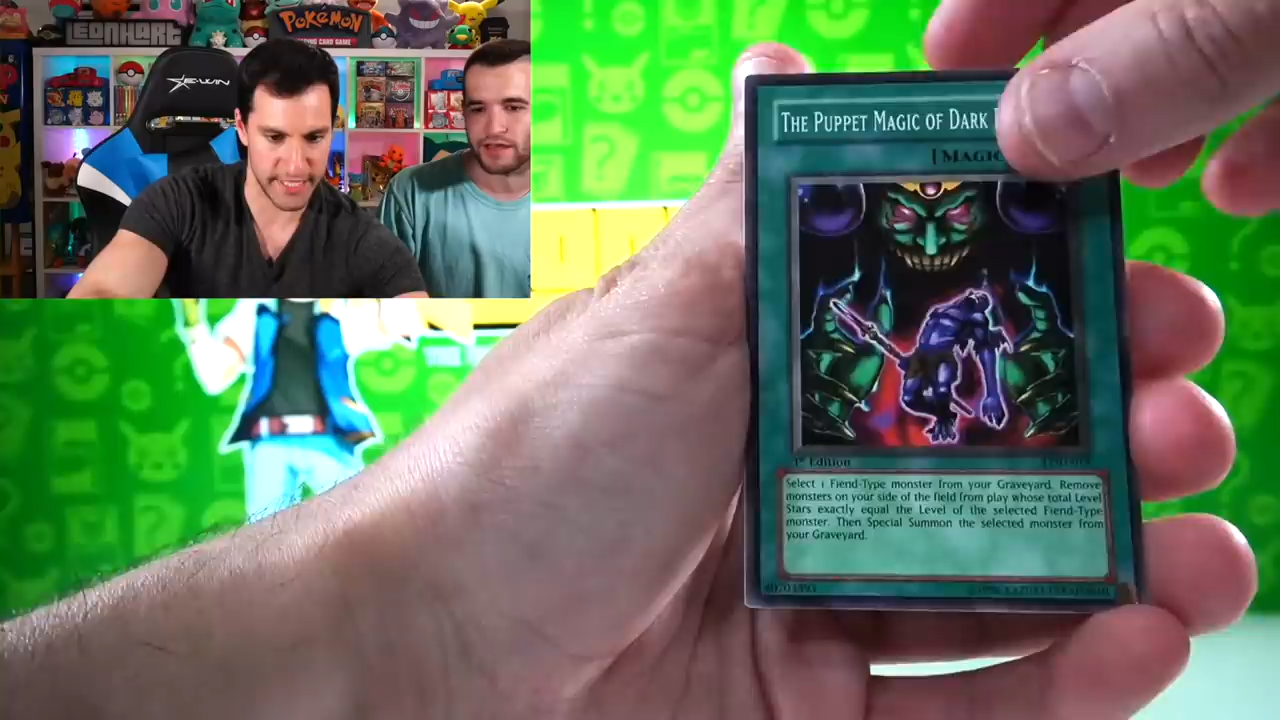 LEONHART
Pokémon
TRADING CARD GAME
E-WIN
THE PUPPET MAGIC OF DARK
[MAGIC
1st Edition
Select 1 Fiend-Type monster from your Graveyard. Remove
monsters on your side of the field from play whose total Level
Stars exactly equal the Level of the selected Fiend-Type
monster. Then Special Summon the selected monster from
your Graveyard.